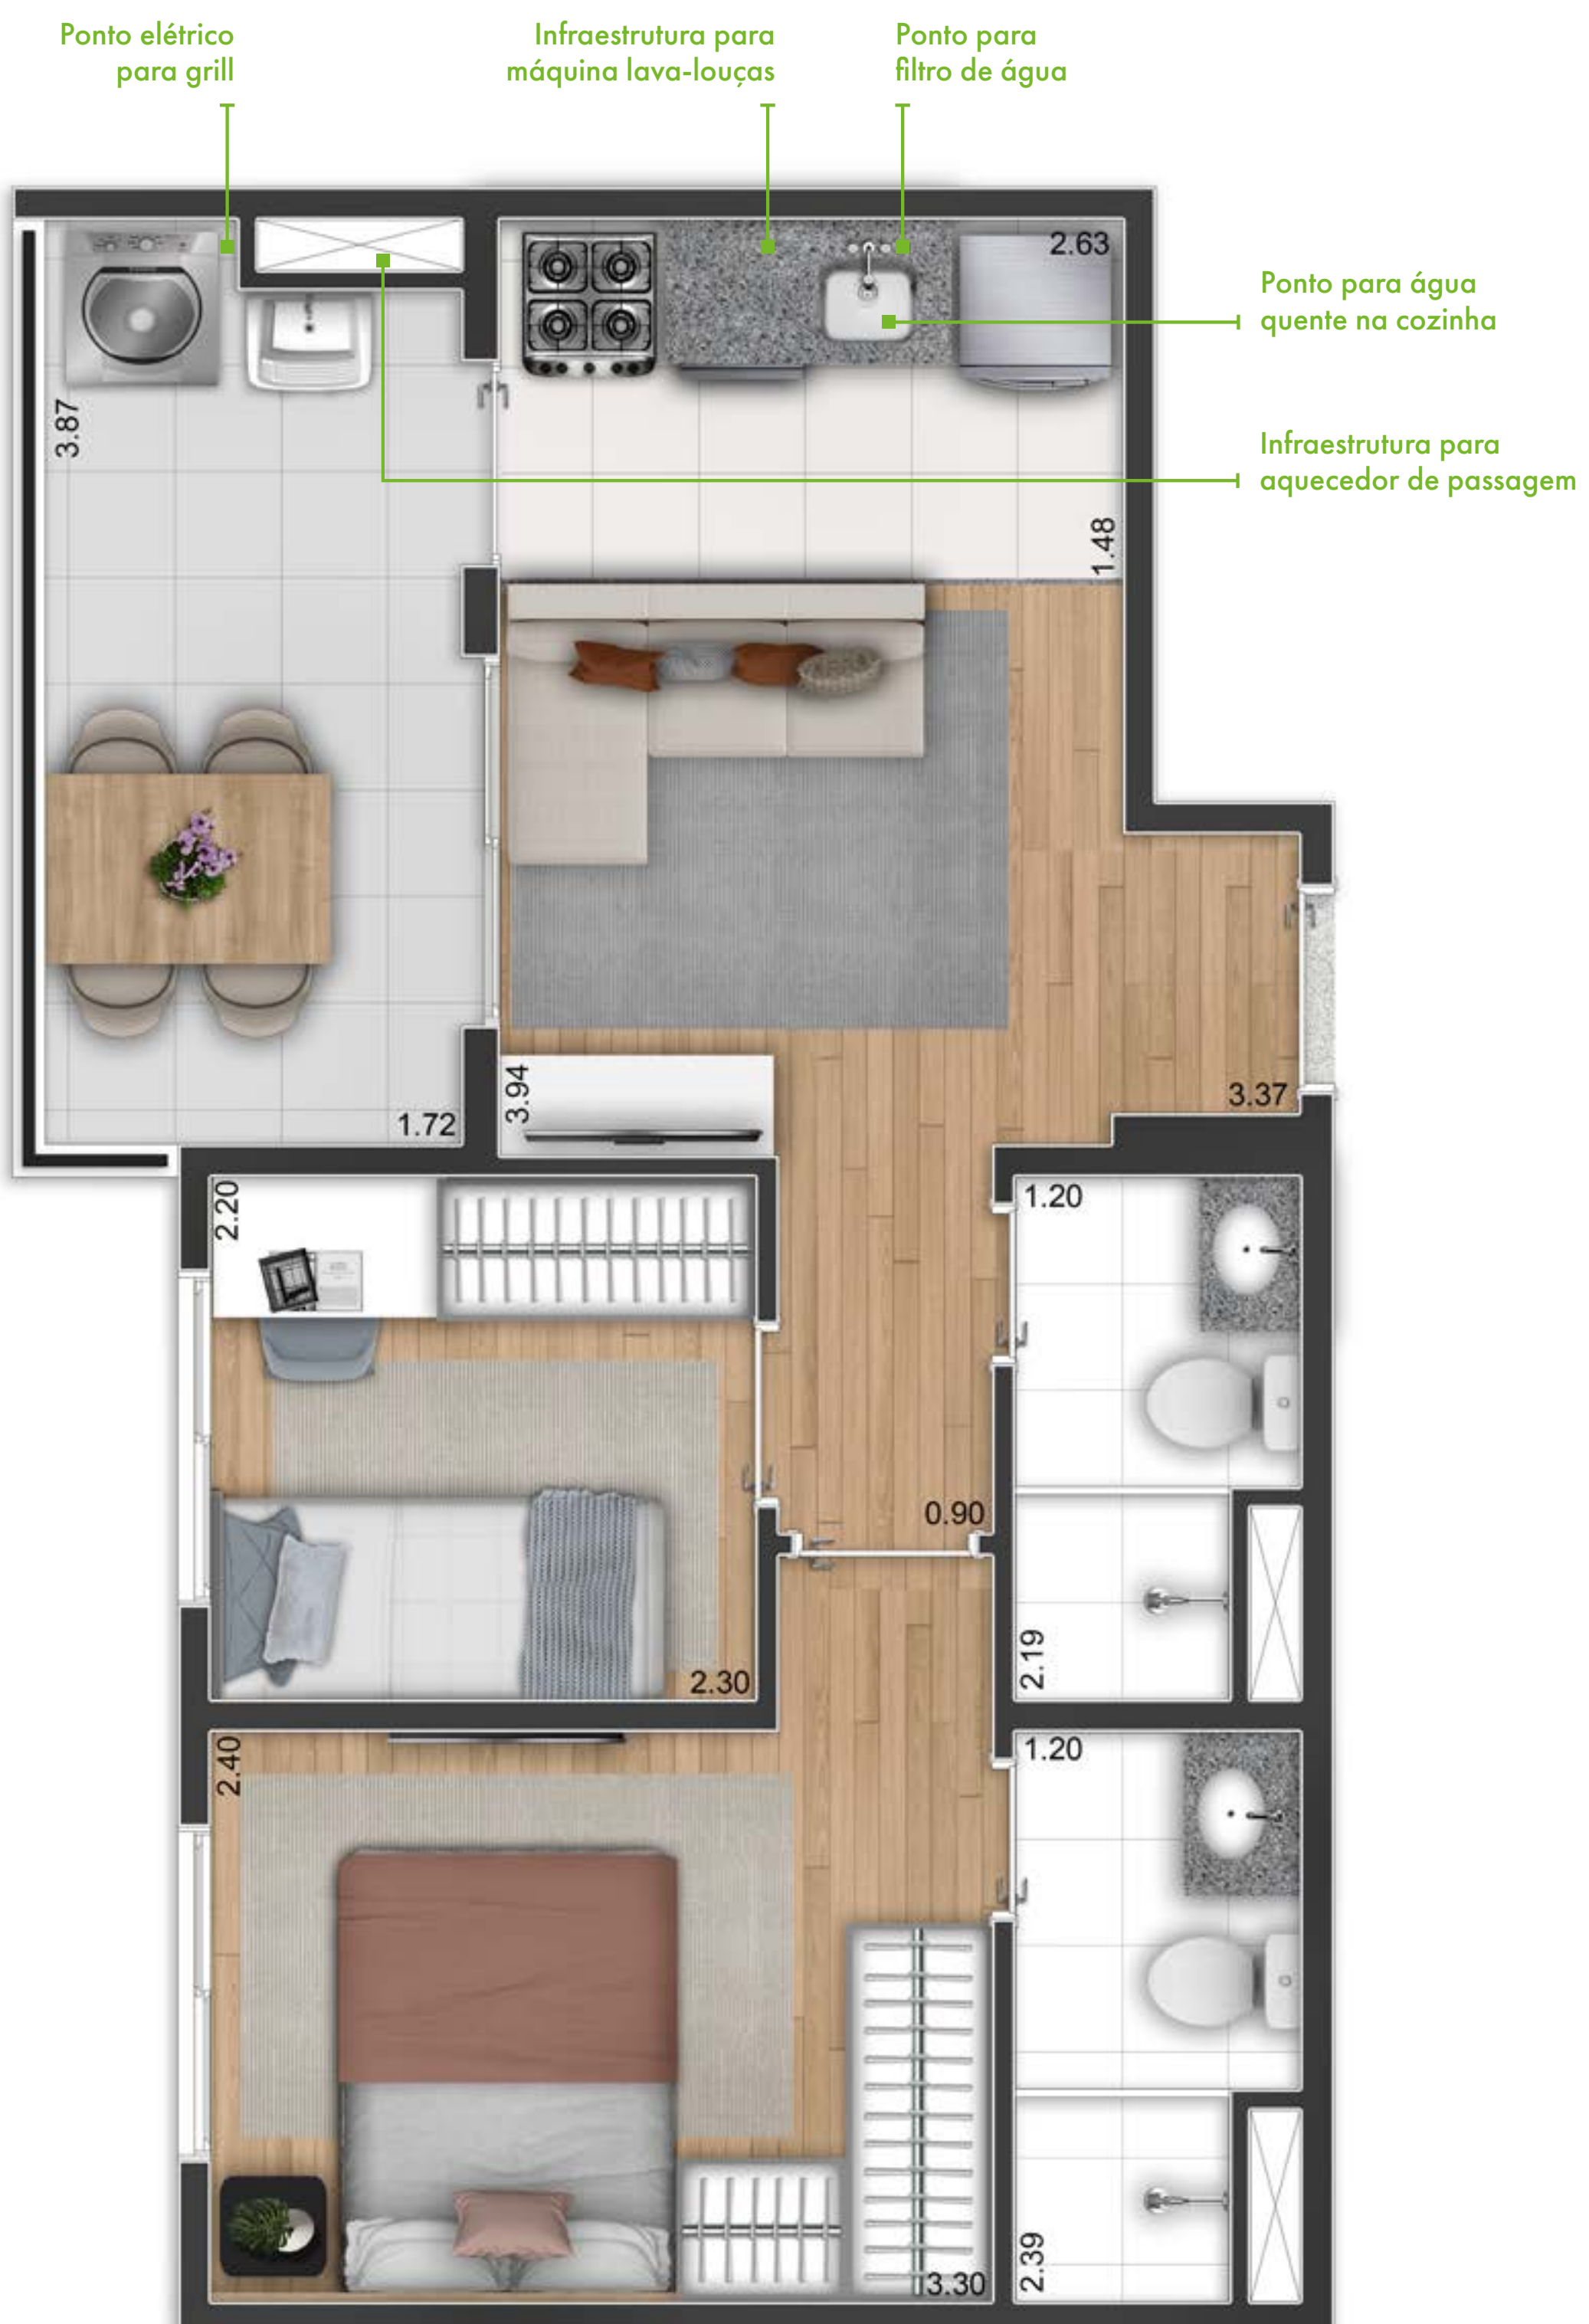 Ponto elétrico
para grill
Infraestrutura para
máquina lava-louças
Ponto para
filtro de água
2.63
Ponto para água
quente na cozinha
3.87
Infraestrutura para
aquecedor de passagem
1.48
3.94
3.37
1.72
2.20
1.20
0.90
2.19
2.30
2.40
1.20
2.39
3.30